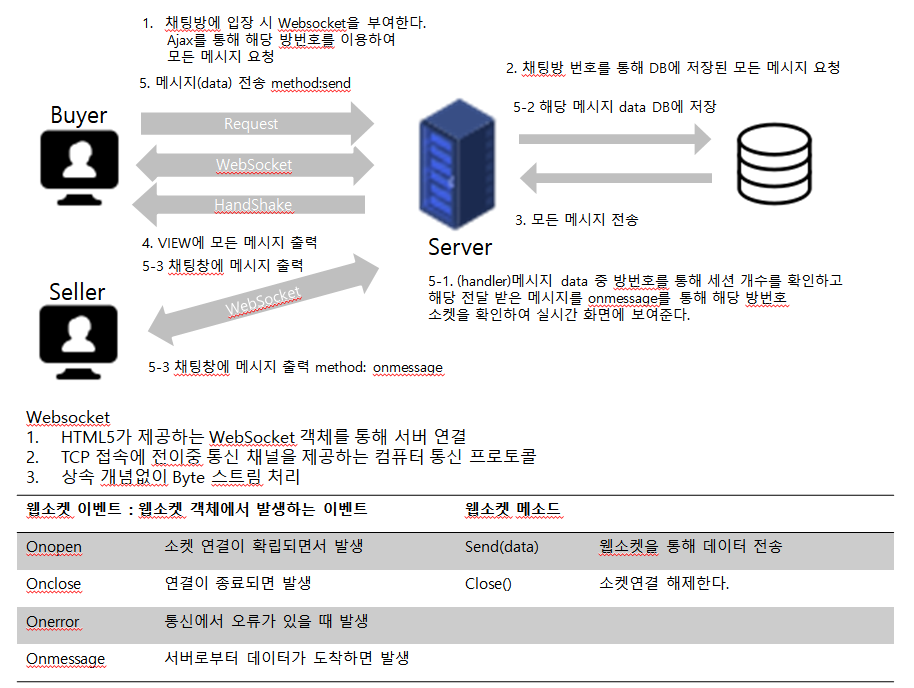 1. 채팅방에 입장 시 Websocket을 부여한다.
Ajax를 통해 해당 방번호를 이용하여
모든 메시지 요청
2. 채팅방 번호를 통해 DB에 저장된 모든 메시지 요청
5. 메시지(data) 전송 method:send
5-2 해당 메시지 data DB에 저장
Buyer
Request
WebSocket
HandShake
3. 모든 메시지 전송
4. VIEW에 모든 메시지 출력
Server
5-3 채팅창에 메시지 출력
5-1. (handler)메시지 data 중 방번호를 통해 세션 개수를 확인하고
해당 전달 받은 메시지를 onmessage를 통해 해당 방번호
소켓을 확인하여 실시간 화면에 보여준다.
Seller
WebSocket
5-3 채팅창에 메시지 출력 method: onmessage
Websocket
1. HTML5가 제공하는 WebSocket 객체를 통해 서버 연결
2. TCP 접속에 전이중 통신 채널을 제공하는 컴퓨터 통신 프로토콜
3. 상속 개념없이 Byte 스트림 처리
웹소켓 이벤트 : 웹소켓 객체에서 발생하는 이벤트 웹소켓 메소드
Onopen 소켓 연결이 확립되면서 발생 Send(data) 웹소켓을 통해 데이터 전송
Onclose 연결이 종료되면 발생 Close() 소켓연결 해제한다.
Onerror 통신에서 오류가 있을 때 발생
Onmessage 서버로부터 데이터가 도착하면 발생